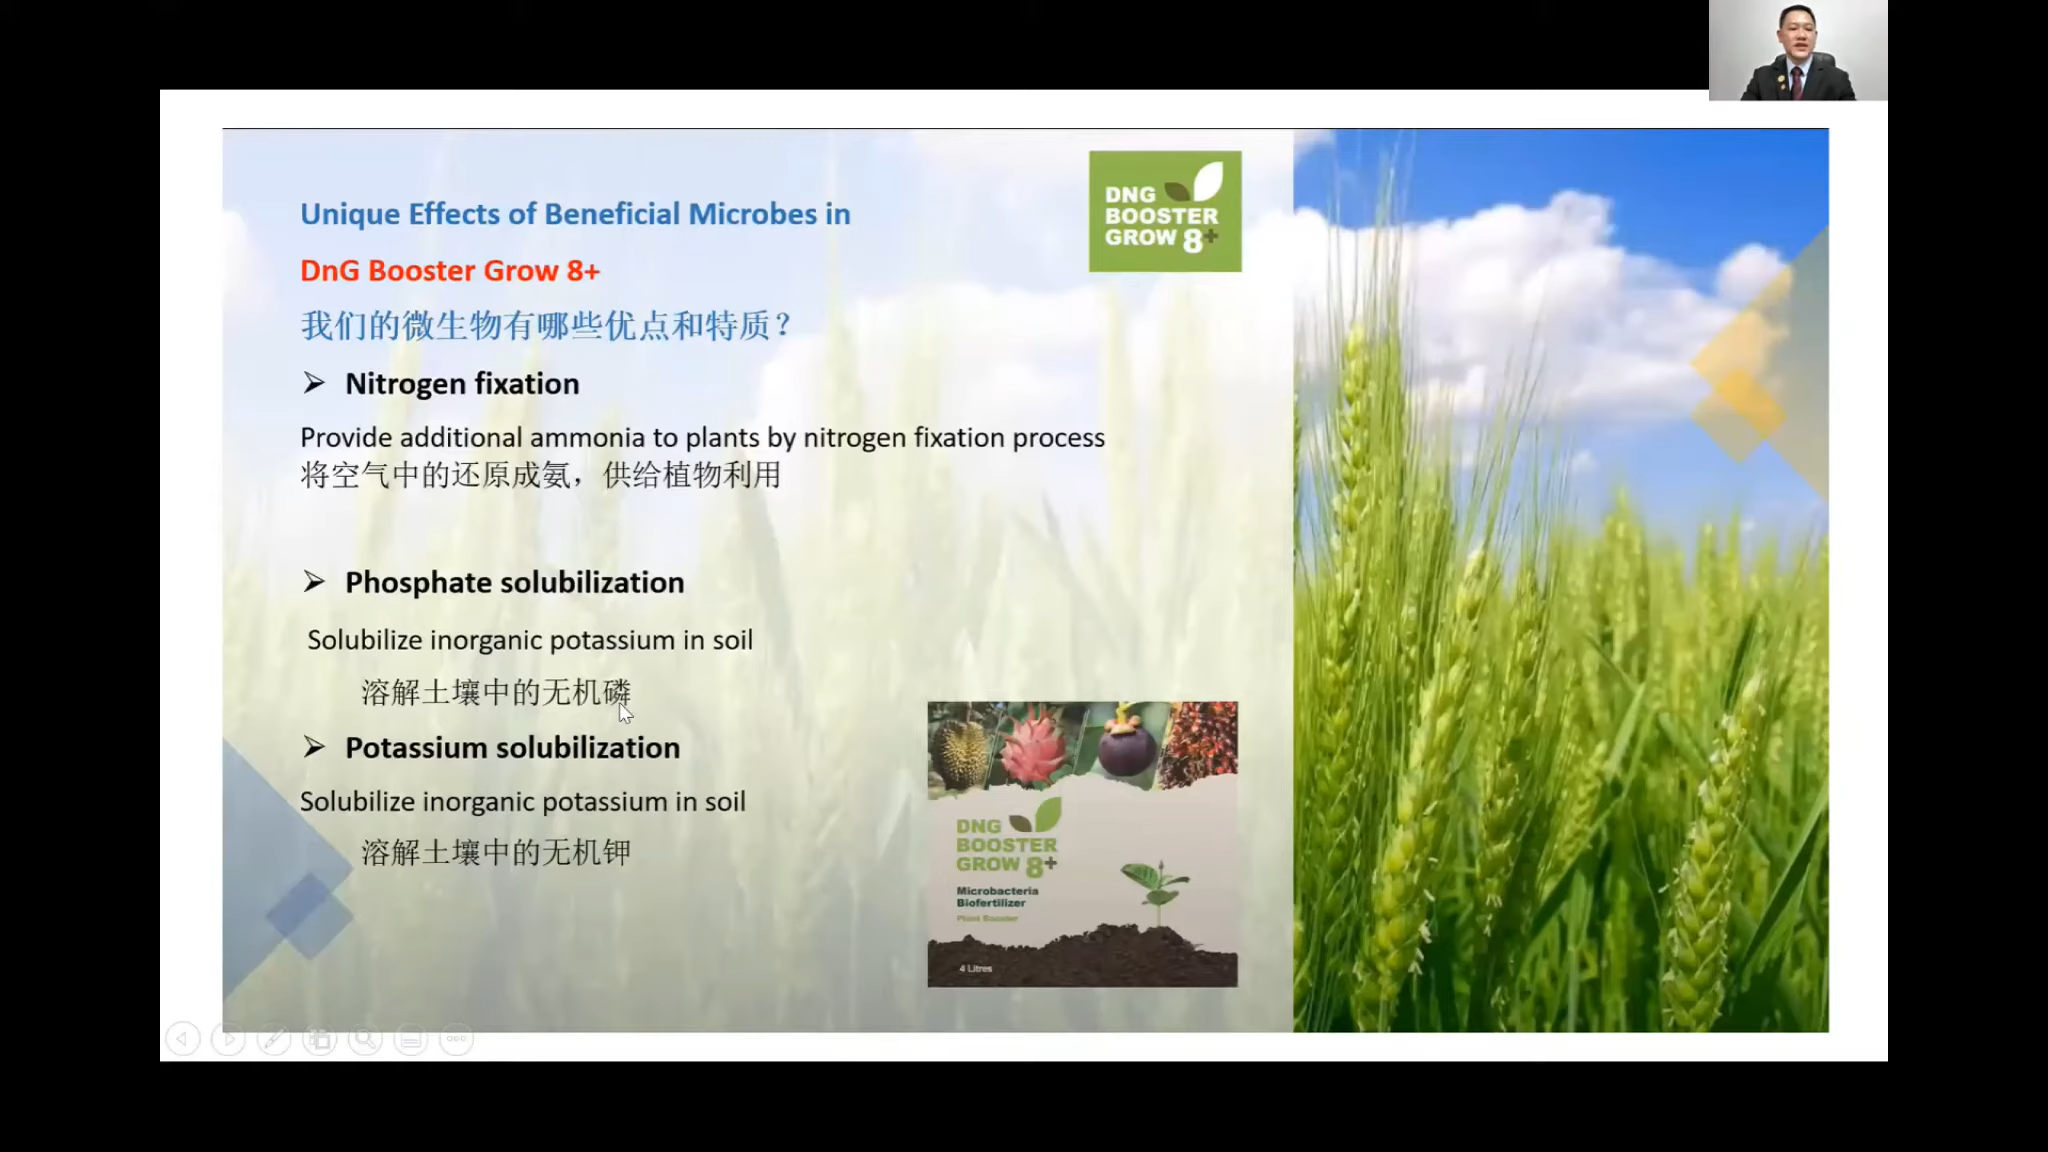 Unique Effects of Beneficial Microbes in
DnG Booster Grow 8+
我们的微生物有哪些优点和特质？
Nitrogen fixation
Provide additional ammonia to plants by nitrogen fixation process
将空气中的还原成氨，供给植物利用
Phosphate solubilization
Solubilize inorganic potassium in soil
溶解土壤中的无机磷
Potassium solubilization
Solubilize inorganic potassium in soil
溶解土壤中的无机钾
DNG
BOOSTER
GROW 8+
DNG
BOOSTER
GROW 8+
Microbacteria
Biofertilizer
Plant Booster
4 Litres